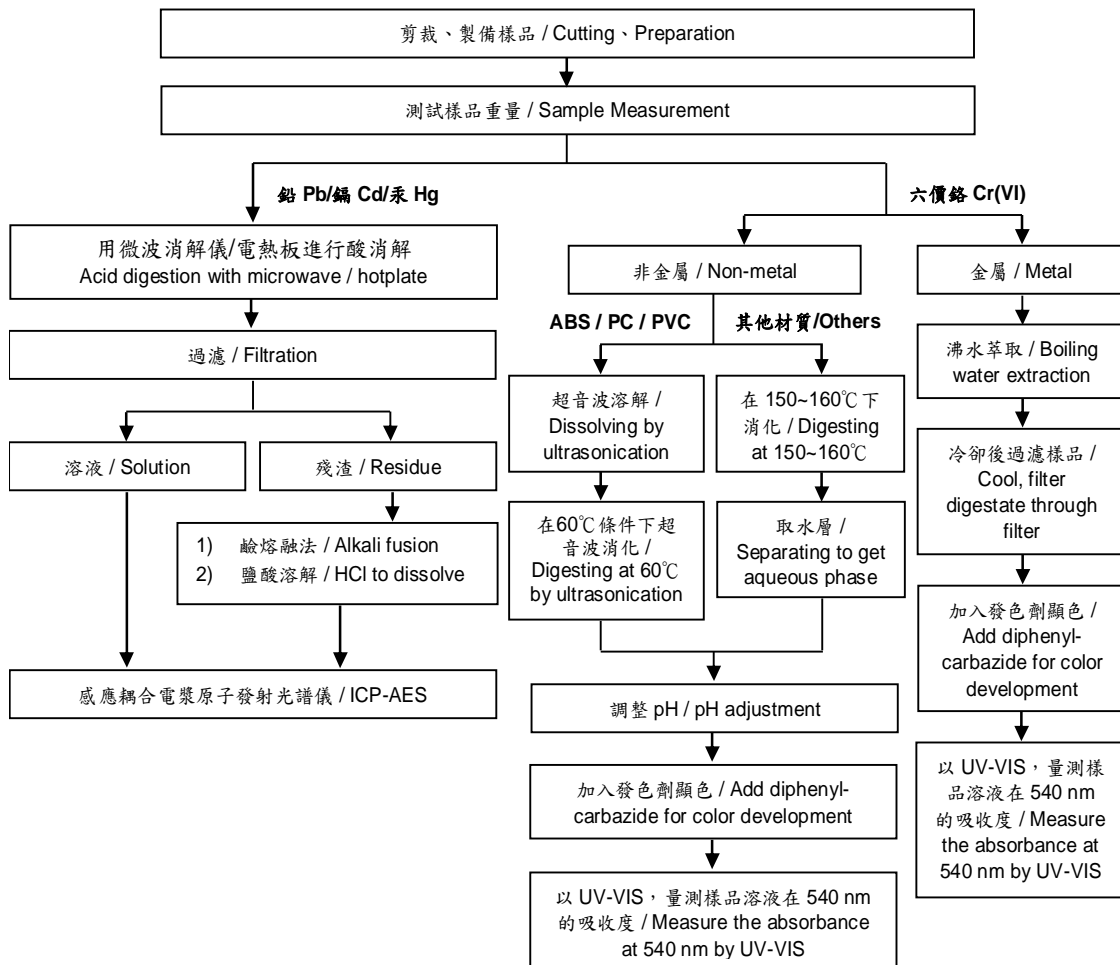 剪裁、製備樣品 / Cutting、Preparation
測試樣品重量 / Sample Measurement
鉛 Pb/鎘 Cd/汞 Hg
用微波消解儀/電熱板進行酸消解
Acid digestion with microwave / hotplate
過濾 / Filtration
溶液 / Solution
殘渣 / Residue
1) 鹼熔融法 / Alkali fusion
2) 鹽酸溶解 / HCl to dissolve
感應耦合電漿原子發射光譜儀 / ICP-AES
六價鉻 Cr(VI)
非金屬 / Non-metal
ABS / PC / PVC
超音波溶解 /
Dissolving by
ultrasonication
在60℃條件下超
音波消化 /
Digesting at 60℃
by ultrasonication
其他材質/Others
在 150~160℃下
消化 / Digesting
at 150~160℃
取水層 /
Separating to get
aqueous phase
調整 pH / pH adjustment
加入發色劑顯色 / Add diphenyl-
carbazide for color development
以 UV-VIS，量測樣品溶液在 540 nm
的吸收度 / Measure the absorbance
at 540 nm by UV-VIS
金屬 / Metal
沸水萃取 / Boiling
water extraction
冷卻後過濾樣品 /
Cool, filter
digestate through
filter
加入發色劑顯色 /
Add diphenyl-
carbazide for color
development
以 UV-VIS，量測樣
品溶液在 540 nm
的吸收度 / Measure
the absorbance at
540 nm by UV-VIS